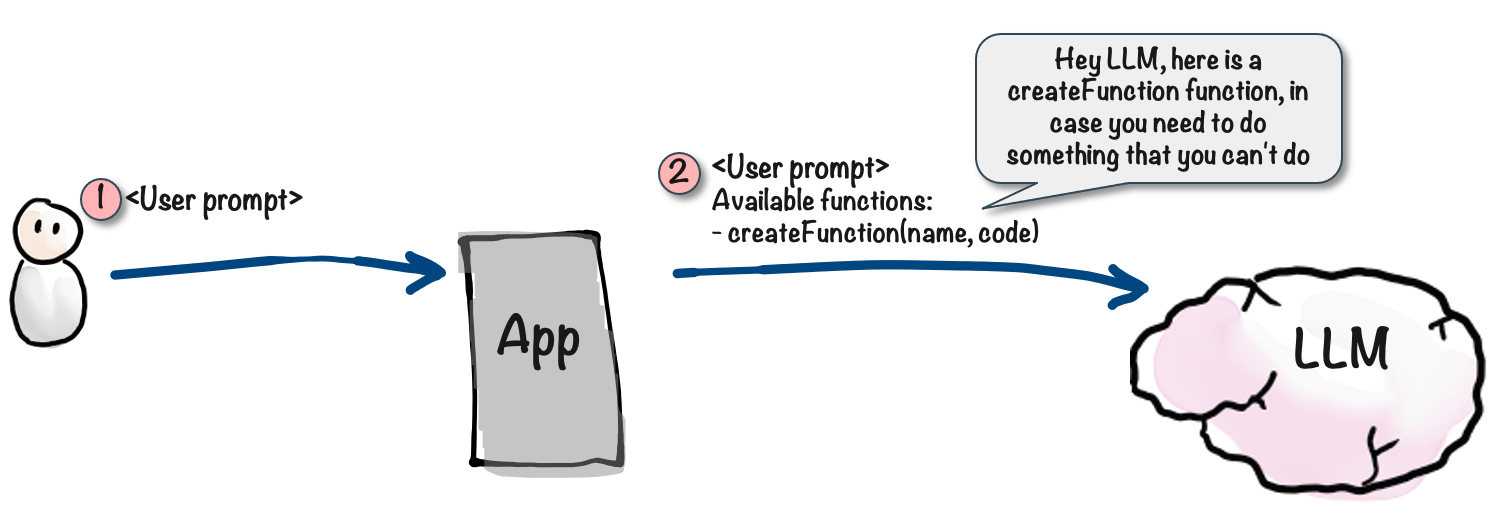 Hey LLM, here is a
createFunction function, in
case you need to do
something that you can't do
1 <User prompt>
2 <User prompt>
Available functions:
- createFunction(name, code)
App
LLM